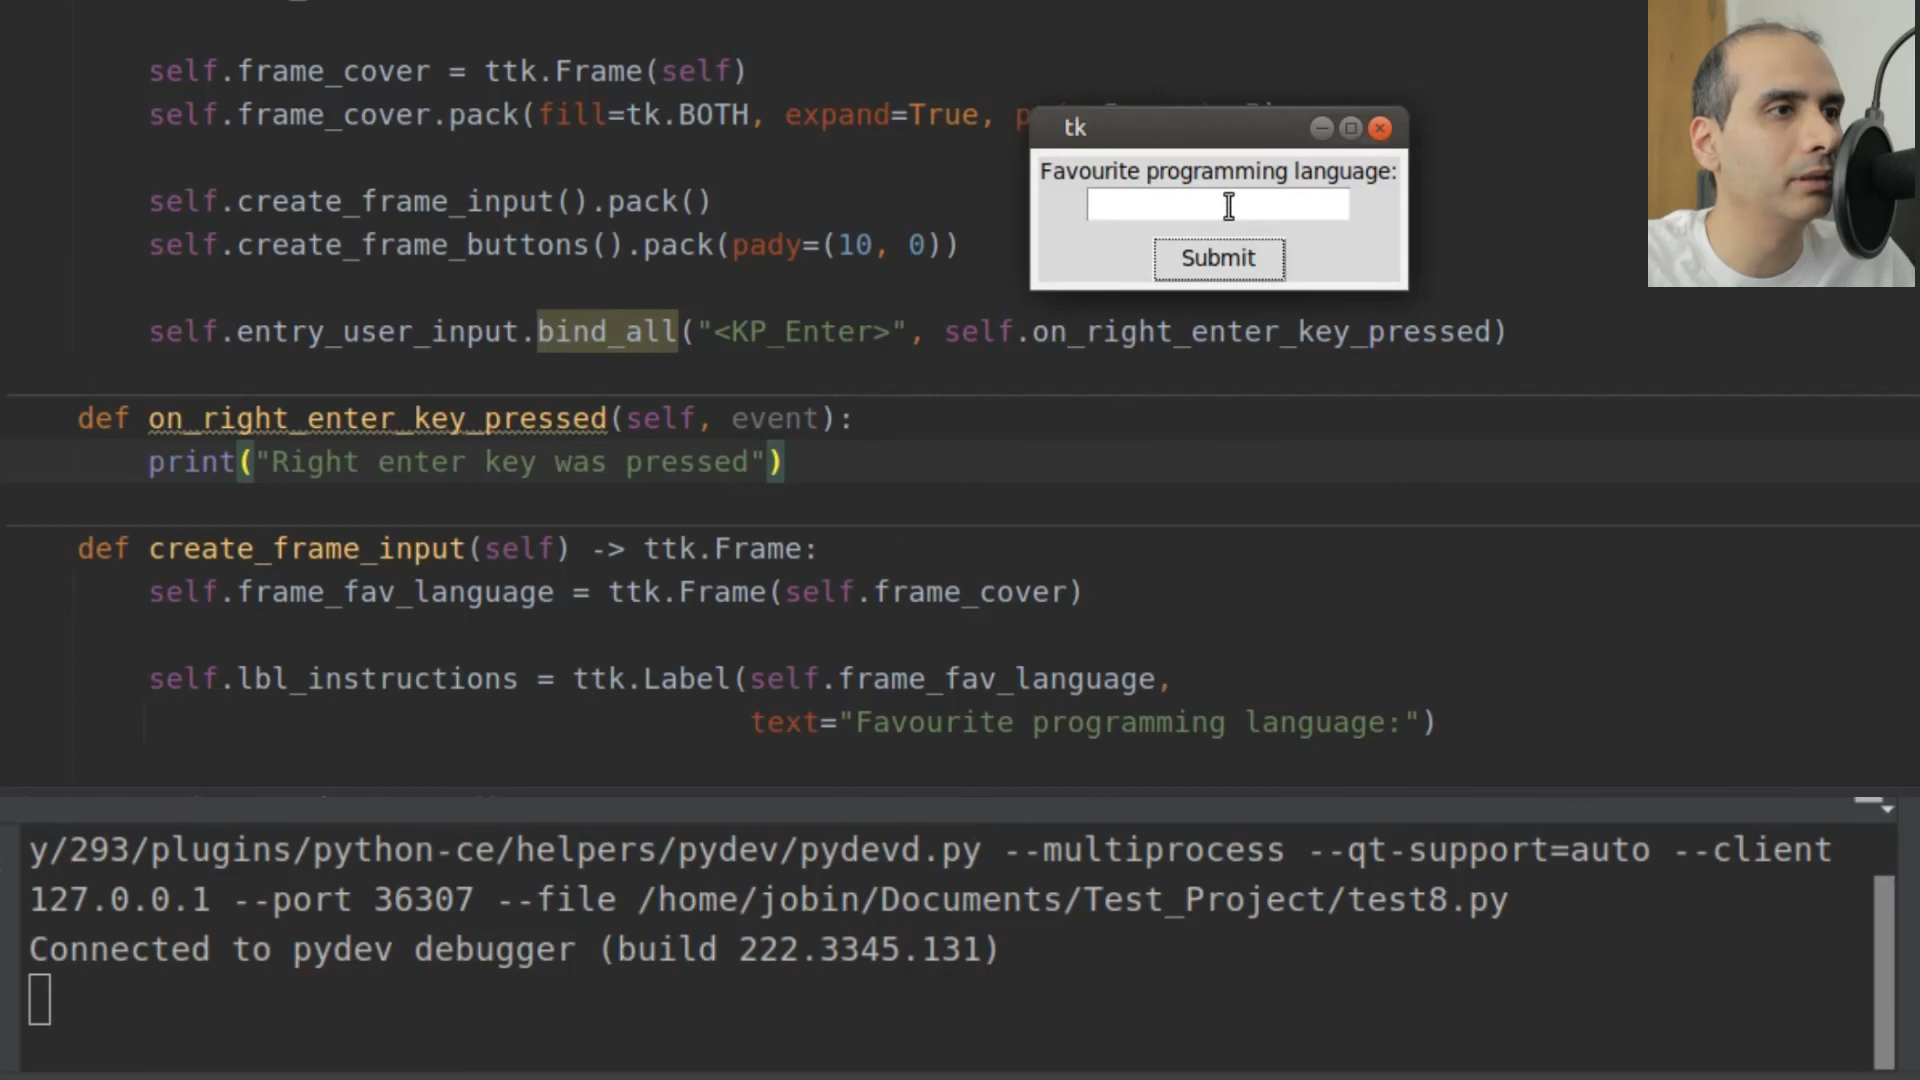 self.frame_cover = ttk.Frame(self)
self.frame_cover.pack(fill=tk.BOTH, expand=True,
self.create_frame_input().pack()
self.create_frame_buttons().pack(pady=(10, 0))
self.entry_user_input.bind_all("<KP_Enter>", self.on_right_enter_key_pressed)
def on_right_enter_key_pressed(self, event):
print("Right enter key was pressed")
def create_frame_input(self) -> ttk.Frame:
self.frame_fav_language = ttk.Frame(self.frame_cover)
self.lbl_instructions = ttk.Label(self.frame_fav_language,
text="Favourite programming language:")
tk
Favourite programming language:
Submit
y/293/plugins/python-ce/helpers/pydev/pydevd.py --multiprocess --qt-support=auto --client
127.0.0.1 --port 36307 --file /home/jobin/Documents/Test_Project/test8.py
Connected to pydev debugger (build 222.3345.131)